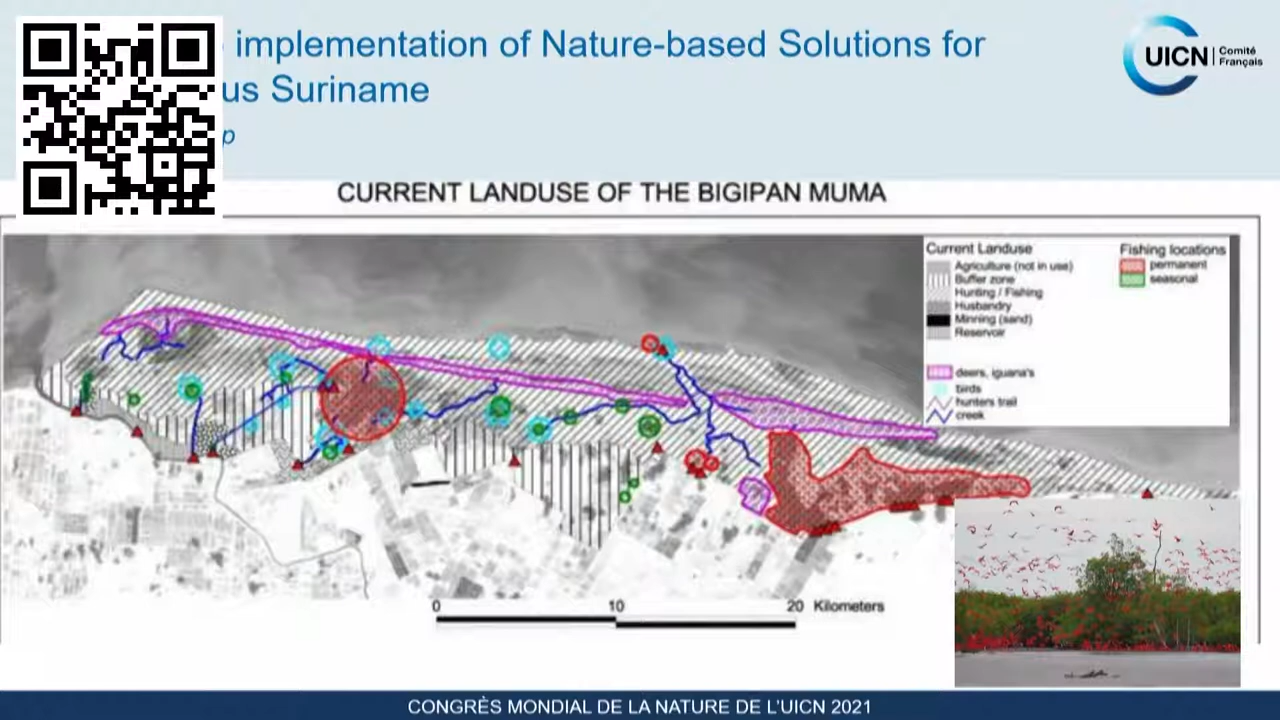 implementation of Nature-based Solutions for
us Suriname
p
UICN Comité
Français
CURRENT LANDUSE OF THE BIGIPAN MUMA
Current Landuse
Agriculture (not in use)
Buffer zone
Hunting / Fishing
Husbandry
Minning (sand)
Reservoir
deers, iguana's
birds
hunters trail
creek
Fishing locations
permanent
seasonal
0 10 20 Kilometers
CONGRÈS MONDIAL DE LA NATURE DE L'UICN 2021